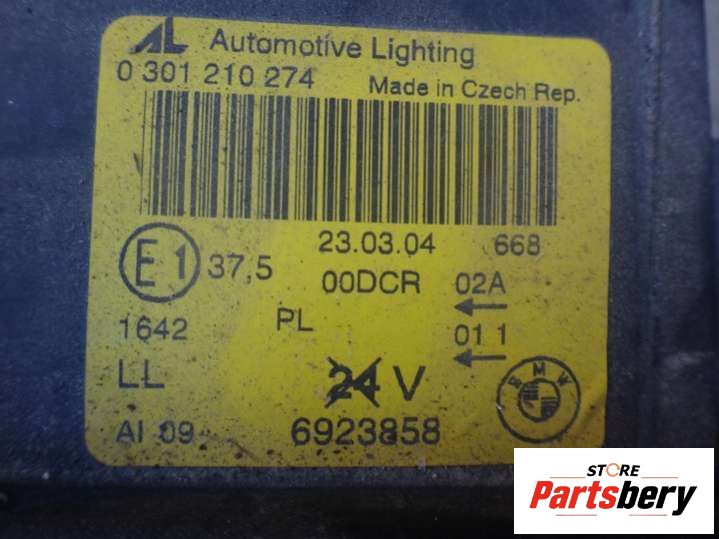 AL Automotive Lighting
0 301 210 274
Made in Czech Rep.
23.03.04 668
E1 37,5 00DCR 02A
1642 PL 01 1
LL 24 V
AI 09 6923858
BMW
STORE
Partsbery